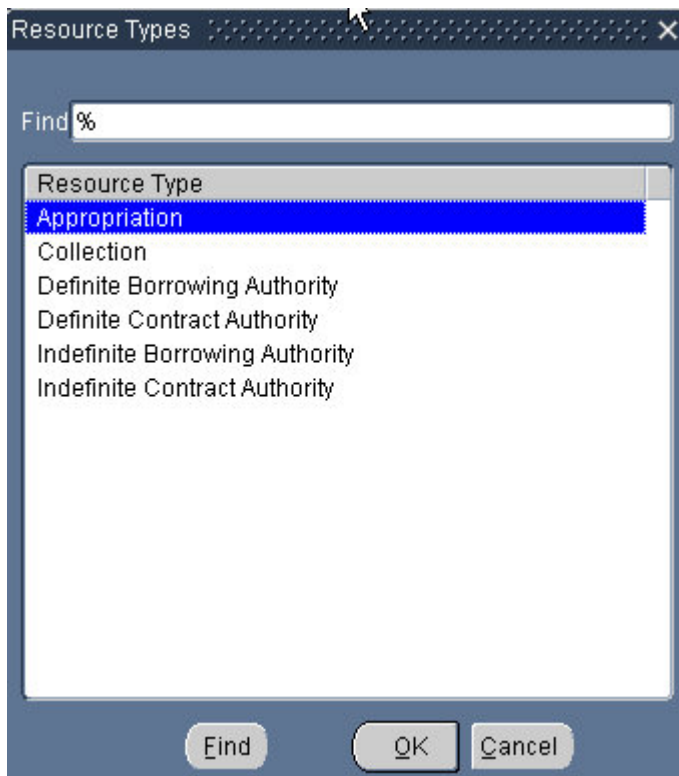 Resource Types
Find %
Resource Type
Appropriation
Collection
Definite Borrowing Authority
Definite Contract Authority
Indefinite Borrowing Authority
Indefinite Contract Authority
Find OK Cancel